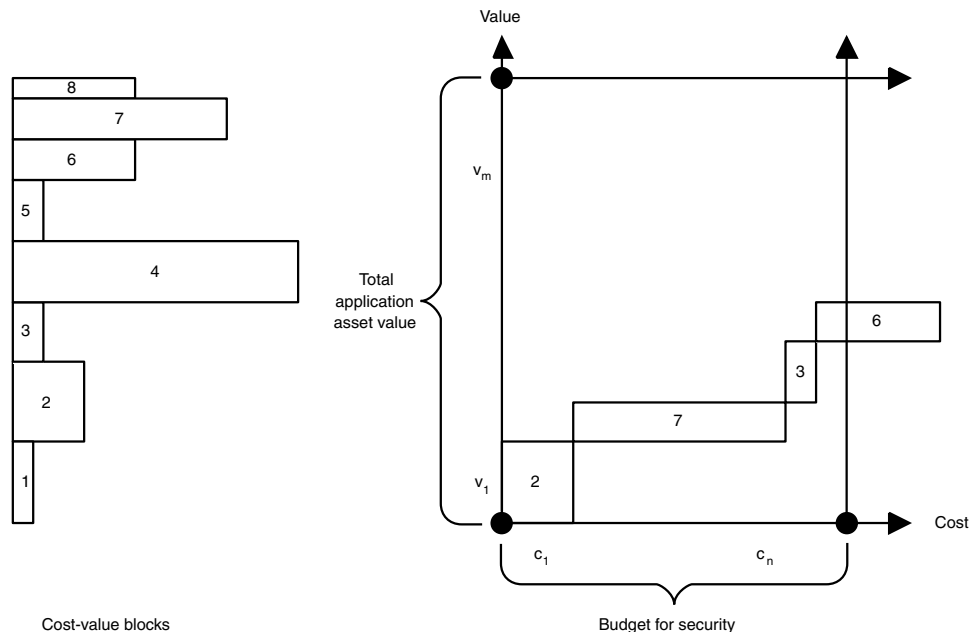 Value
8
7
6
5
4
3
2
1
v_m
Total
application
asset value
6
3
7
2
v_1
Cost
c_1
c_n
Cost-value blocks
Budget for security